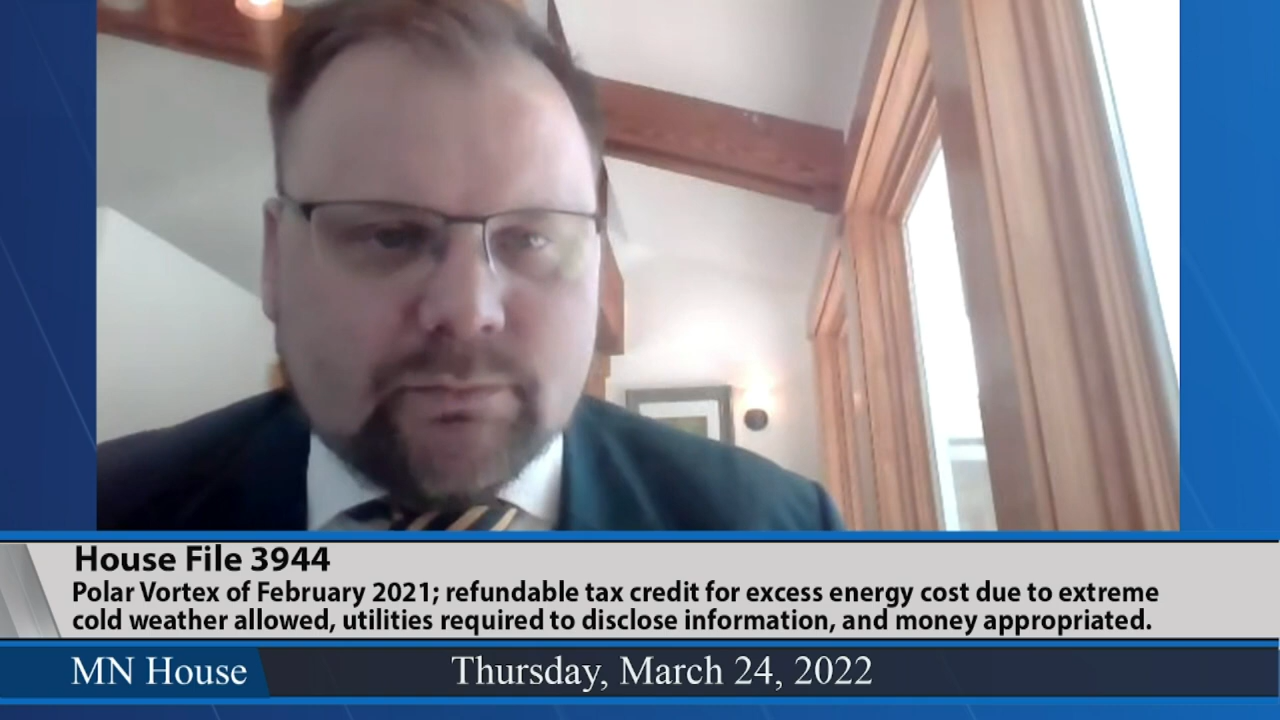 House File 3944
Polar Vortex of February 2021; refundable tax credit for excess energy cost due to extreme
cold weather allowed, utilities required to disclose information, and money appropriated.
MN House
Thursday, March 24, 2022